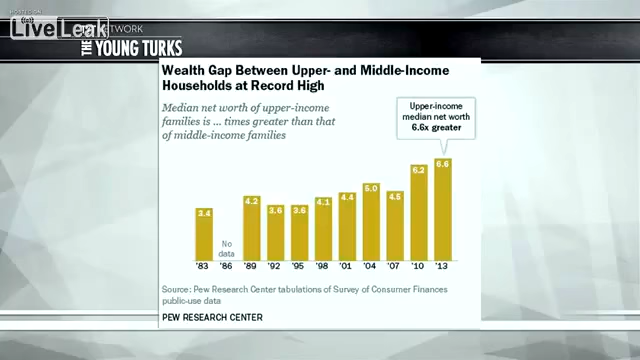 HOSTED ON
LiveLeak
NETWORK
THE YOUNG TURKS
Wealth Gap Between Upper- and Middle-Income
Households at Record High
Median net worth of upper-income
families is ... times greater than that
of middle-income families
Upper-income
median net worth
6.6x greater
3.4
No
data
4.2
3.6
3.6
4.1
4.4
5.0
4.5
6.2
6.6
'83 '86 '89 '92 '95 '98 '01 '04 '07 '10 '13
Source: Pew Research Center tabulations of Survey of Consumer Finances
public-use data
PEW RESEARCH CENTER